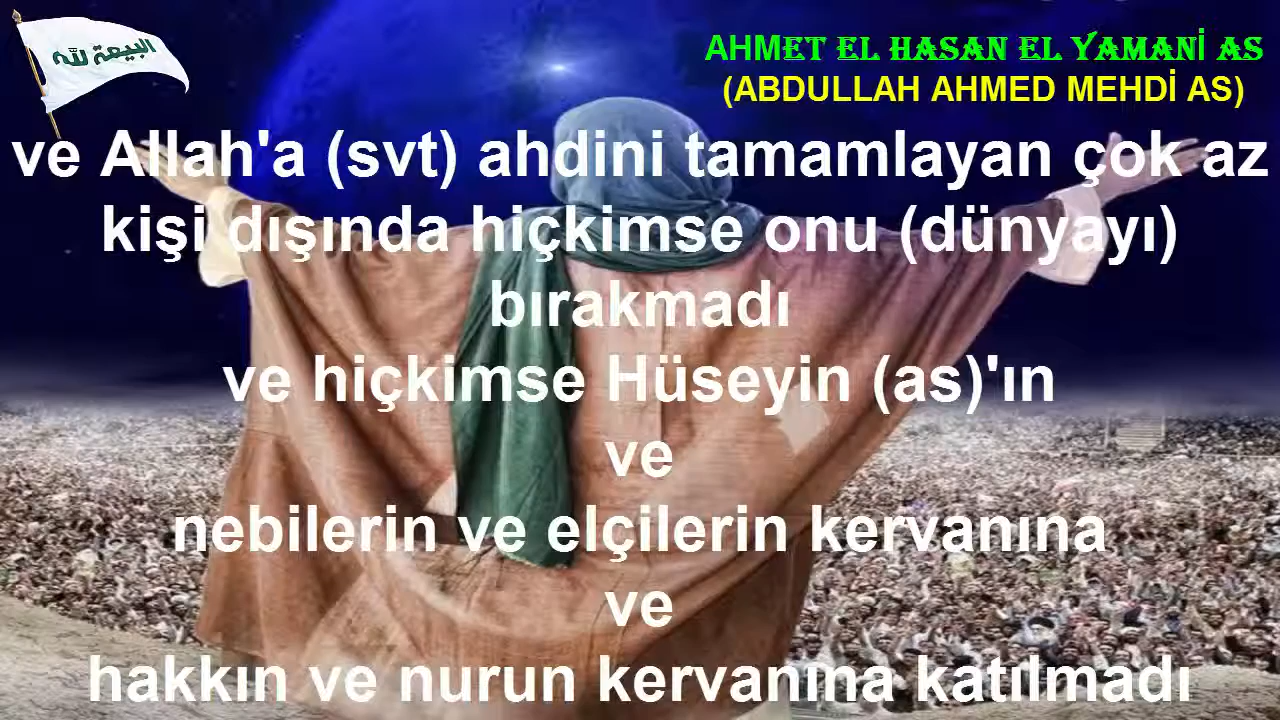 البيعة لله
AHMET EL HASAN EL YAMANİ AS
(ABDULLAH AHMED MEHDİ AS)
ve Allah'a (svt) ahdini tamamlayan çok az
kişi dışında hiçkimse onu (dünyayı)
bırakmadı
ve hiçkimse Hüseyin (as)'ın
ve
nebilerin ve elçilerin kervanına
ve
hakkın ve nurun kervanına katılmadı